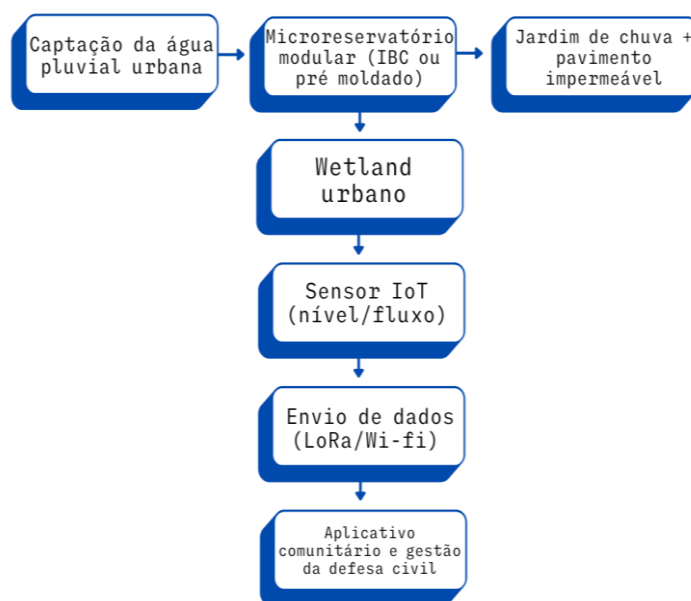 Captação da água
pluvial urbana
Microreservatório
modular (IBC ou
pré moldado)
Jardim de chuva +
pavimento
impermeável
Wetland
urbano
Sensor IoT
(nível/fluxo)
Envio de dados
(LoRa/Wi-fi)
Aplicativo
comunitário e gestão
da defesa civil